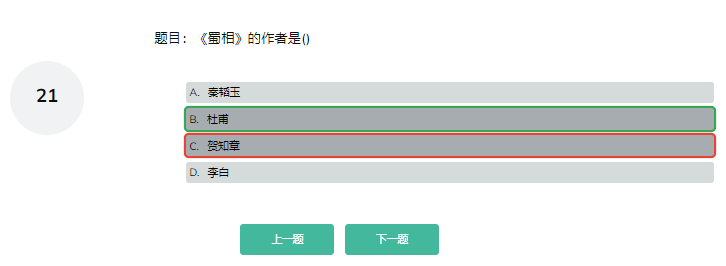 题目：《蜀相》的作者是()
21
A. 秦韬玉
B. 杜甫
C. 贺知章
D. 李白
上一题 下一题